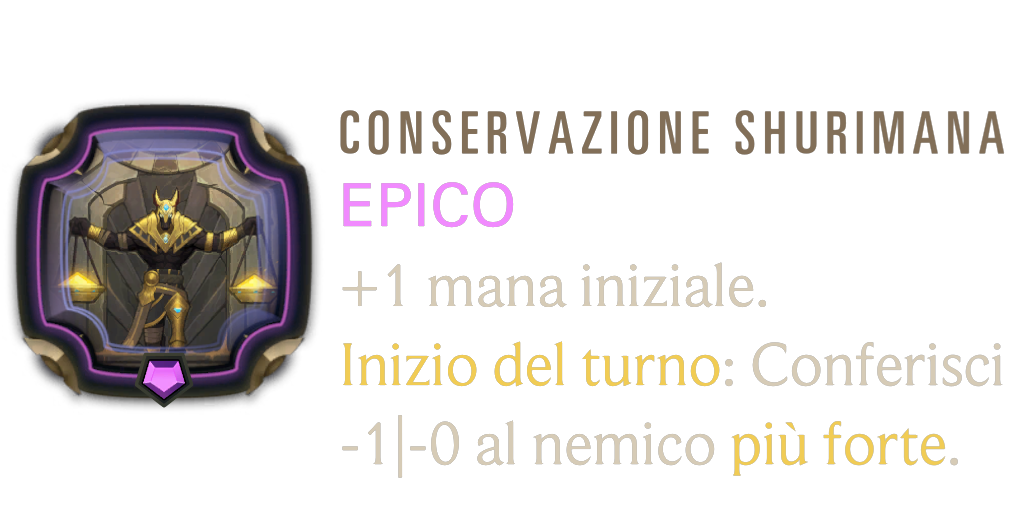 CONSERVAZIONE SHURIMANA
EPICO
+1 mana iniziale.
Inizio del turno: Conferisci
-1|-0 al nemico più forte.